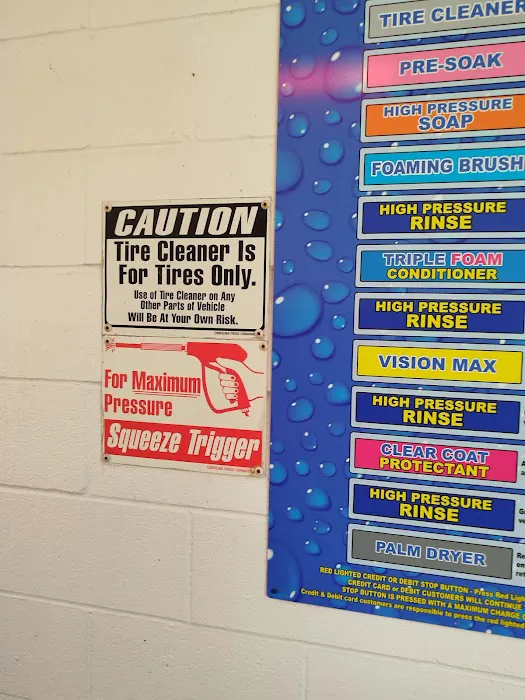 CAUTION
Tire Cleaner Is
For Tires Only.
Use of Tire Cleaner on Any
Other Parts of Vehicle
Will Be At Your Own Risk.
For Maximum
Pressure
Squeeze Trigger
TIRE CLEANER
PRE-SOAK
HIGH PRESSURE
SOAP
FOAMING BRUSH
HIGH PRESSURE
RINSE
TRIPLE FOAM
CONDITIONER
HIGH PRESSURE
RINSE
VISION MAX
HIGH PRESSURE
RINSE
CLEAR COAT
PROTECTANT
HIGH PRESSURE
RINSE
PALM DRYER
RED LIGHTED CREDIT OR DEBIT STOP BUTTON - Press Red
CREDIT CARD or DEBIT CUSTOMERS WILL CONTINUE
STOP BUTTON IS PRESSED WITH A MAXIMUM CHARGE
Credit & Debit card customers are responsible to press the red lighted